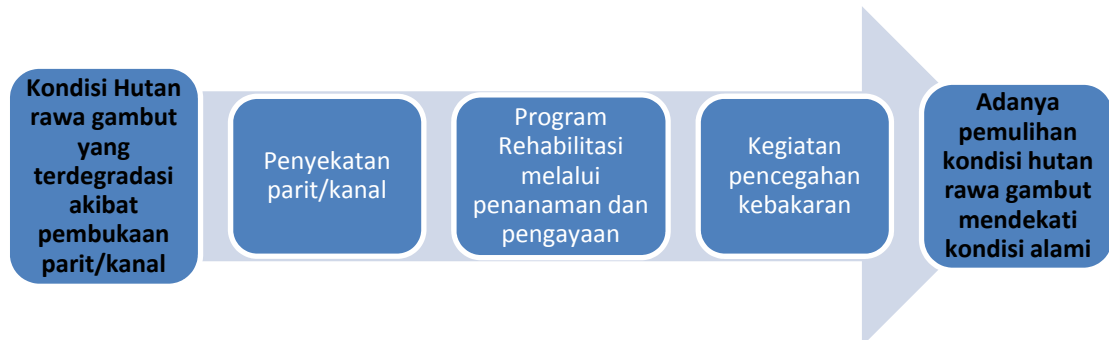 Kondisi Hutan
rawa gambut
yang
terdegradasi
akibat
pembukaan
parit/kanal
Penyekatan
parit/kanal
Program
Rehabilitasi
melalui
penanaman dan
pengayaan
Kegiatan
pencegahan
kebakaran
Adanya
pemulihan
kondisi hutan
rawa gambut
mendekati
kondisi alami